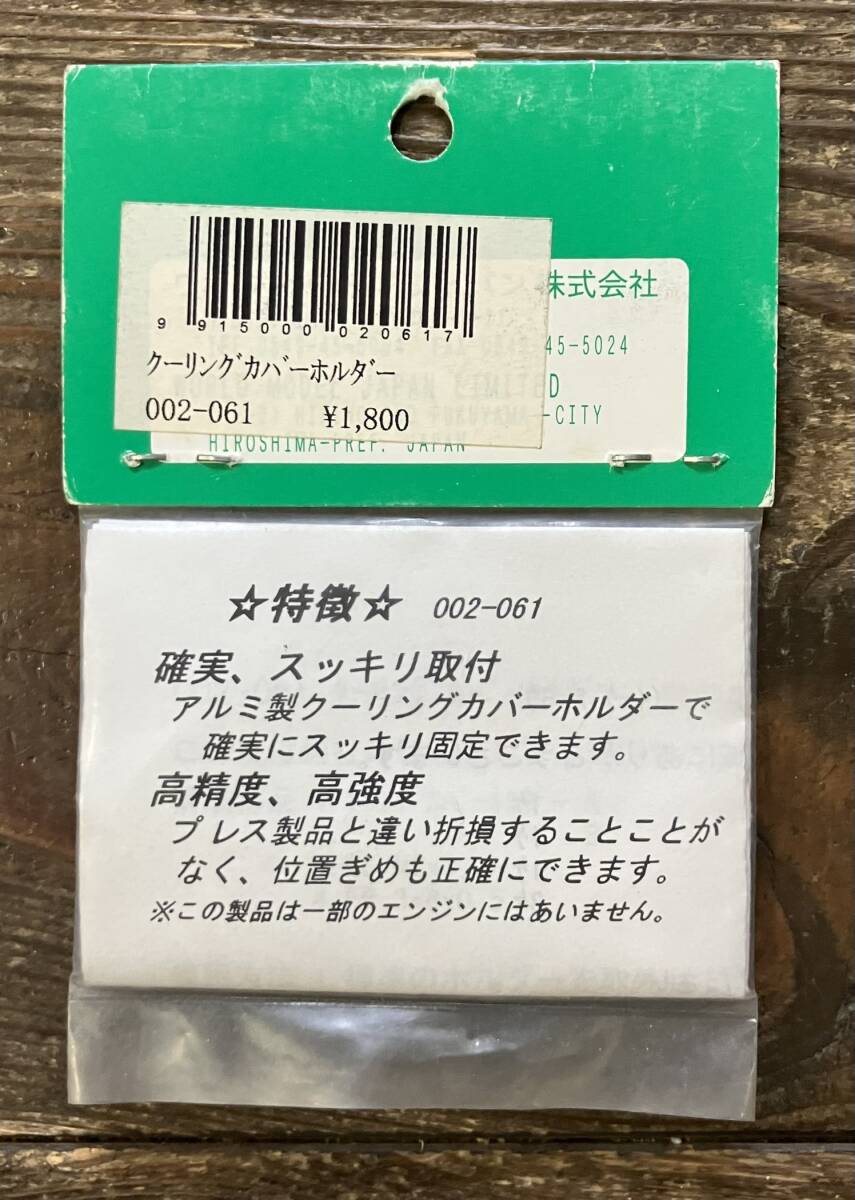 株式会社
9 915000 020617
45-5024
クーリングカバーホルダー
002-061 ¥1,800
-CITY
HIROSHIMA-PREF. JAPAN
☆特徴☆ 002-061
確実、スッキリ取付
アルミ製クーリングカバーホルダーで
確実にスッキリ固定できます。
高精度、高強度
プレス製品と違い折損することことが
なく、位置ぎめも正確にできます。
※この製品は一部のエンジンにはあいません。